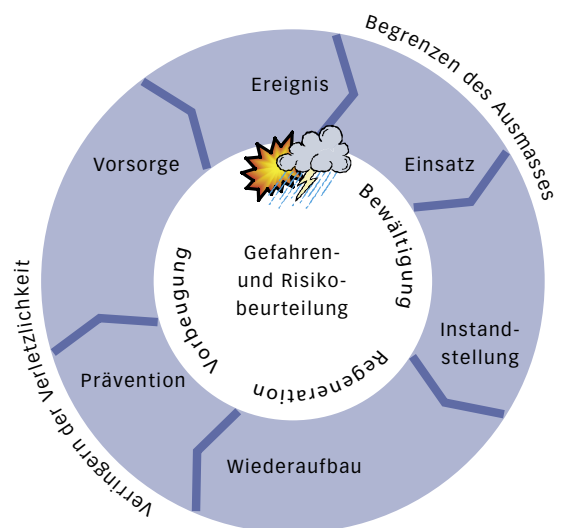 Begrenzen des Ausmasses
Ereignis
Vorsorge
Einsatz
Bewältigung
Gefahren-
und Risiko-
beurteilung
Vorbeugung
Instand-
stellung
Verringern der Verletzlichkeit
Prävention
Regeneration
Wiederaufbau